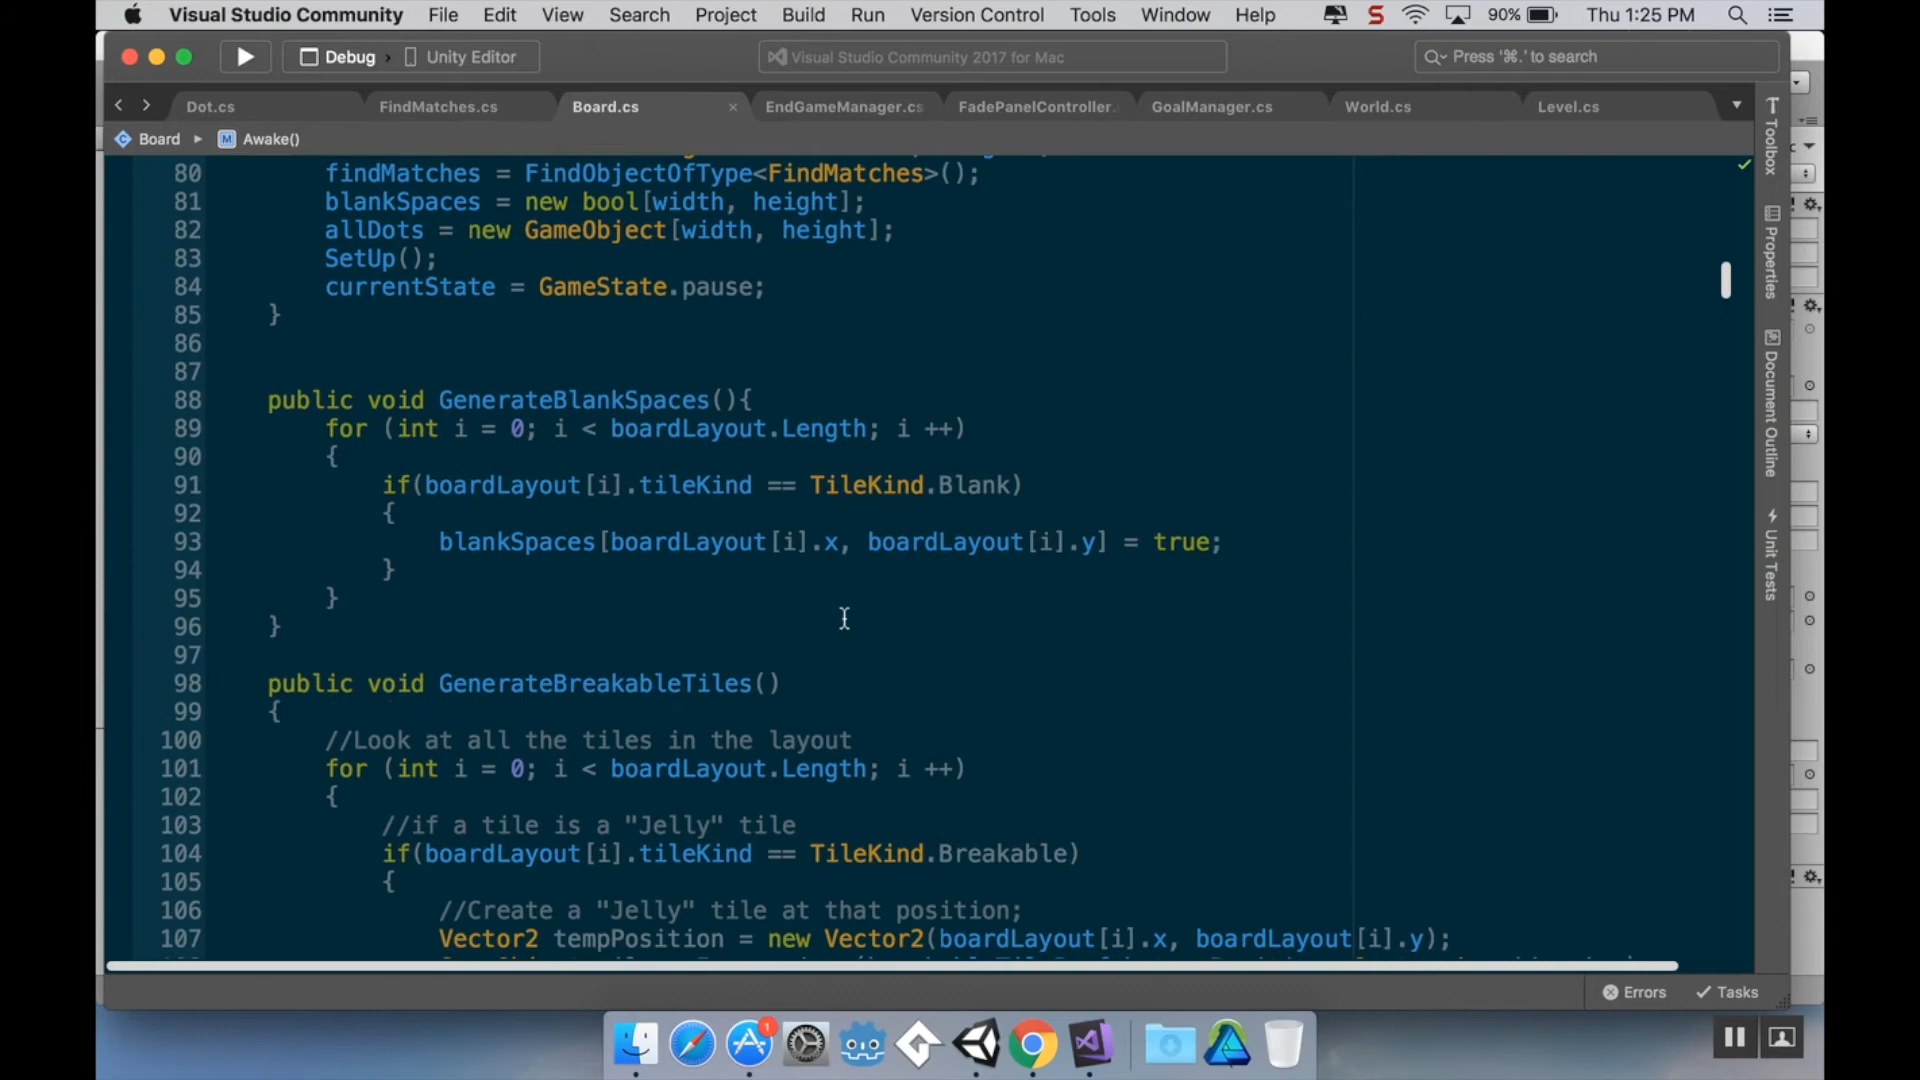 Visual Studio Community File Edit View Search Project Build Run Version Control Tools Window Help 90% Thu 1:25 PM
Debug › Unity Editor Visual Studio Community 2017 for Mac Press '⌘.' to search
Dot.cs FindMatches.cs Board.cs × EndGameManager.cs FadePanelController. GoalManager.cs World.cs Level.cs
Board ▸ M Awake()
80 findMatches = FindObjectOfType<FindMatches>();
81 blankSpaces = new bool[width, height];
82 allDots = new GameObject[width, height];
83 SetUp();
84 currentState = GameState.pause;
85 }
86
87
88 public void GenerateBlankSpaces(){
89 for (int i = 0; i < boardLayout.Length; i ++)
90 {
91 if(boardLayout[i].tileKind == TileKind.Blank)
92 {
93 blankSpaces[boardLayout[i].x, boardLayout[i].y] = true;
94 }
95 }
96 }
97
98 public void GenerateBreakableTiles()
99 {
100 //Look at all the tiles in the layout
101 for (int i = 0; i < boardLayout.Length; i ++)
102 {
103 //if a tile is a "Jelly" tile
104 if(boardLayout[i].tileKind == TileKind.Breakable)
105 {
106 //Create a "Jelly" tile at that position;
107 Vector2 tempPosition = new Vector2(boardLayout[i].x, boardLayout[i].y);
Toolbox
Properties
Document Outline
Unit Tests
Errors Tasks
1